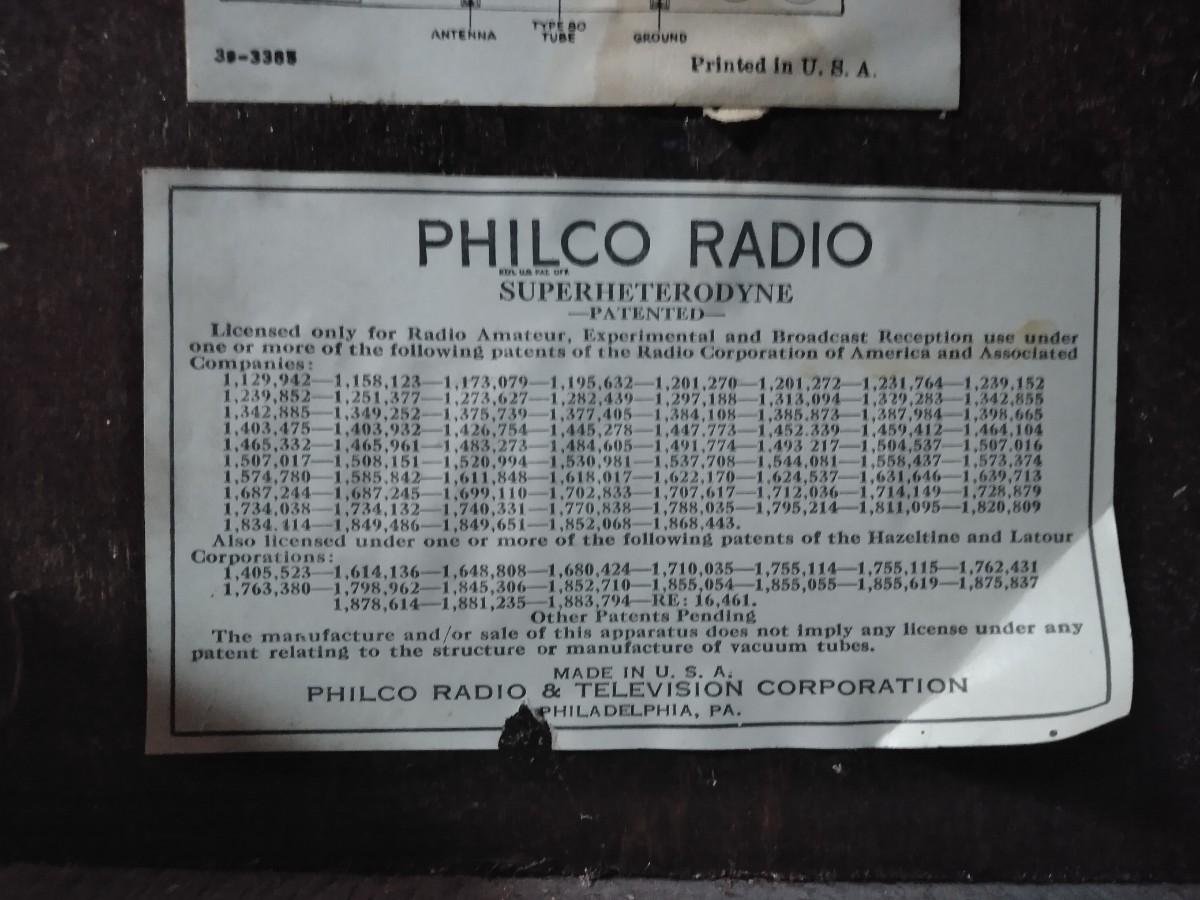 ANTENNA
TYPE 80
TUBE
GROUND
39-3385
Printed in U. S. A.
PHILCO RADIO
REG. U.S. PAT. OFF.
SUPERHETERODYNE
—PATENTED—
Licensed only for Radio Amateur, Experimental and Broadcast Reception use under
one or more of the following patents of the Radio Corporation of America and Associated
Companies:
1,129,942—1,158,123—1,173,079—1,195,632—1,201,270—1,201,272—1,231,764—1,239,152
1,239,852—1,251,377—1,273,627—1,282,439—1,297,188—1,313,094—1,329,283—1,342,855
1,342,885—1,349,252—1,375,739—1,377,405—1,384,108—1,385,873—1,387,984—1,398,665
1,403,475—1,403,932—1,426,754—1,445,278—1,447,773—1,452,339—1,459,412—1,464,104
1,465,332—1,465,961—1,483,273—1,484,605—1,491,774—1,493 217—1,504,537—1,507,016
1,507,017—1,508,151—1,520,994—1,530,981—1,537,708—1,544,081—1,558,437—1,573,374
1,574,780—1,585,842—1,611,848—1,618,017—1,622,170—1,624,537—1,631,646—1,639,713
1,687,244—1,687,245—1,699,110—1,702,833—1,707,617—1,712,036—1,714,149—1,728,879
1,734,038—1,734,132—1,740,331—1,770,838—1,788,035—1,795,214—1,811,095—1,820,809
1,834,414—1,849,486—1,849,651—1,852,068—1,868,443.
Also licensed under one or more of the following patents of the Hazeltine and Latour
Corporations:
1,405,523—1,614,136—1,648,808—1,680,424—1,710,035—1,755,114—1,755,115—1,762,431
1,763,380—1,798,962—1,845,306—1,852,710—1,855,054—1,855,055—1,855,619—1,875,837
1,878,614—1,881,235—1,883,794—RE: 16,461.
Other Patents Pending
The manufacture and/or sale of this apparatus does not imply any license under any
patent relating to the structure or manufacture of vacuum tubes.
MADE IN U. S. A.
PHILCO RADIO & TELEVISION CORPORATION
PHILADELPHIA, PA.